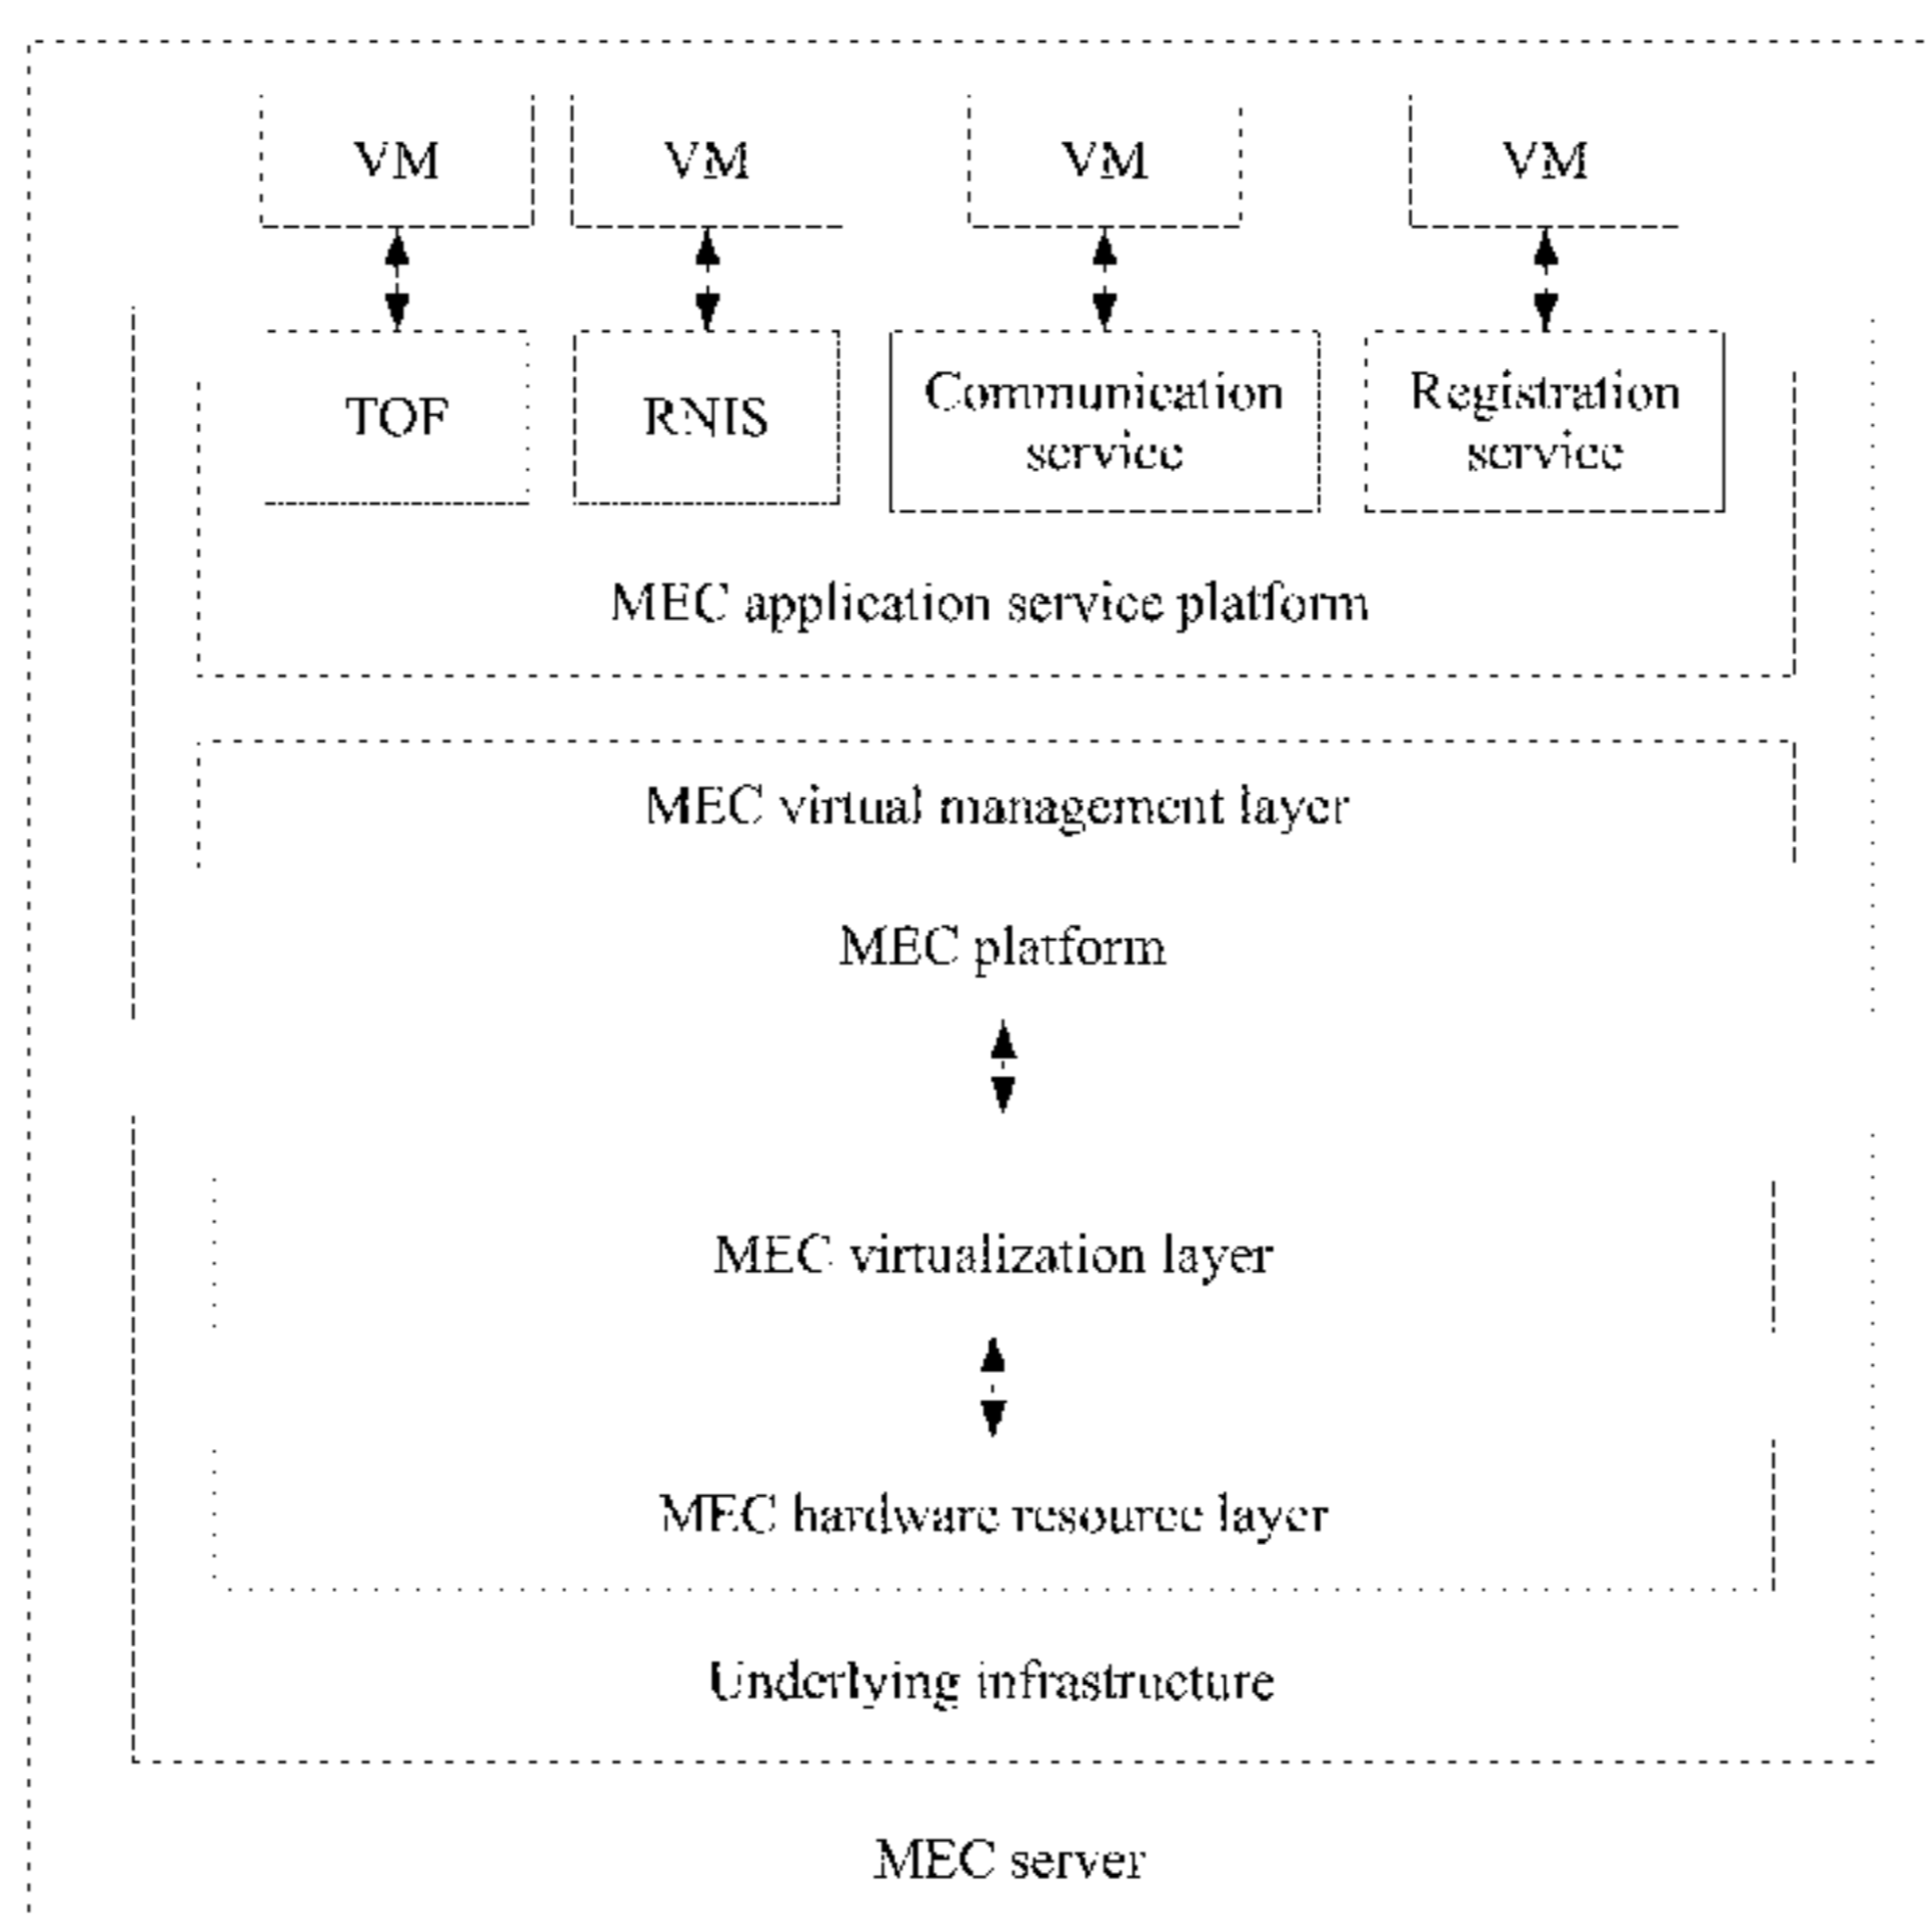 VM VM VM VM
TOF RNIS Communication service Registration service
MEC application service platform
MEC virtual management layer
MEC platform
MEC virtualization layer
MEC hardware resource layer
Underlying infrastructure
MEC server